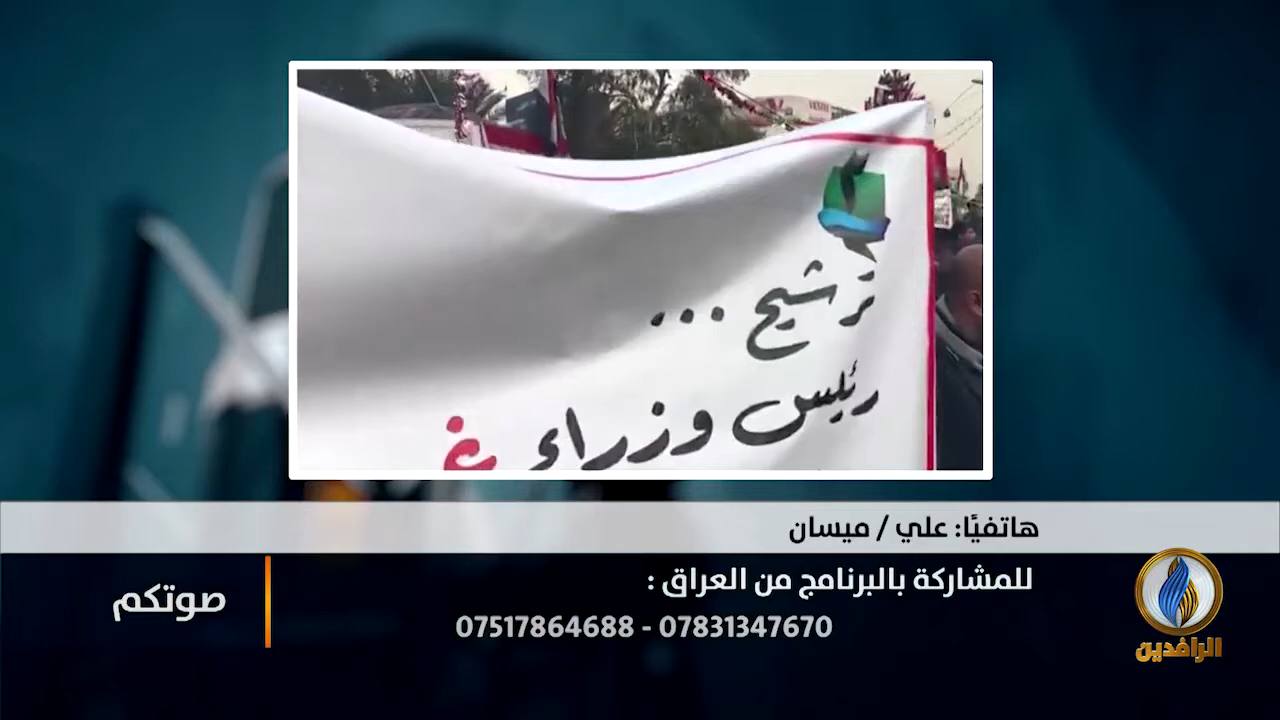 ترشيح ...
رئيس وزراء
هاتفيًا: علي / ميسان
للمشاركة بالبرنامج من العراق :
07517864688 - 07831347670
صوتكم
الرافدين